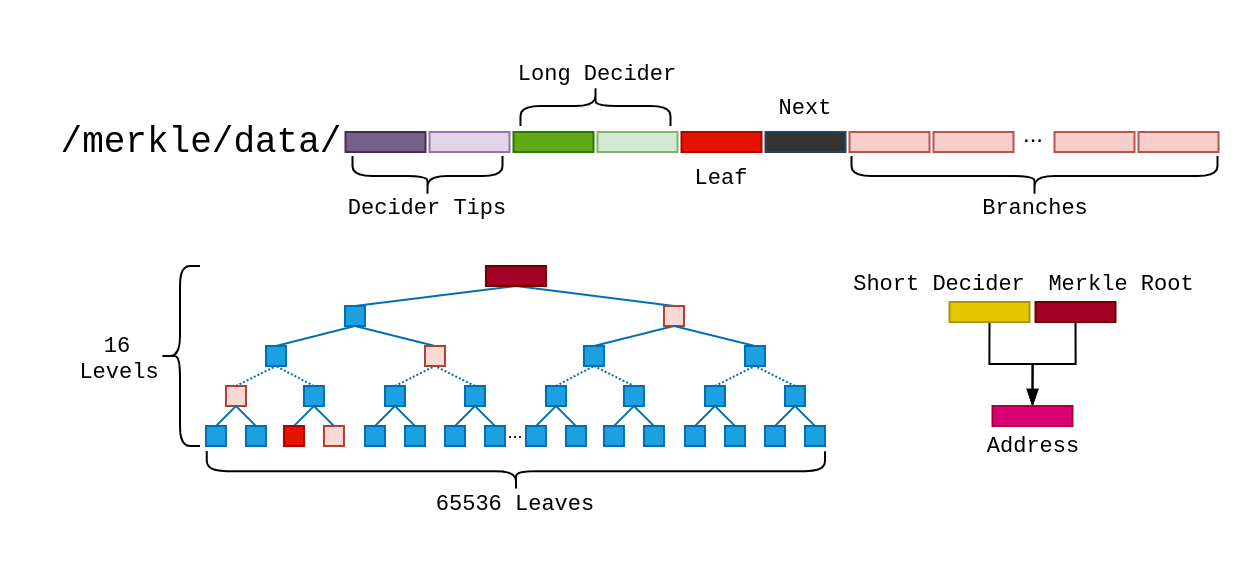 Long Decider
Next
/merkle/data/
...
Leaf
Decider Tips
Branches
Short Decider
Merkle Root
16
Levels
...
Address
65536 Leaves